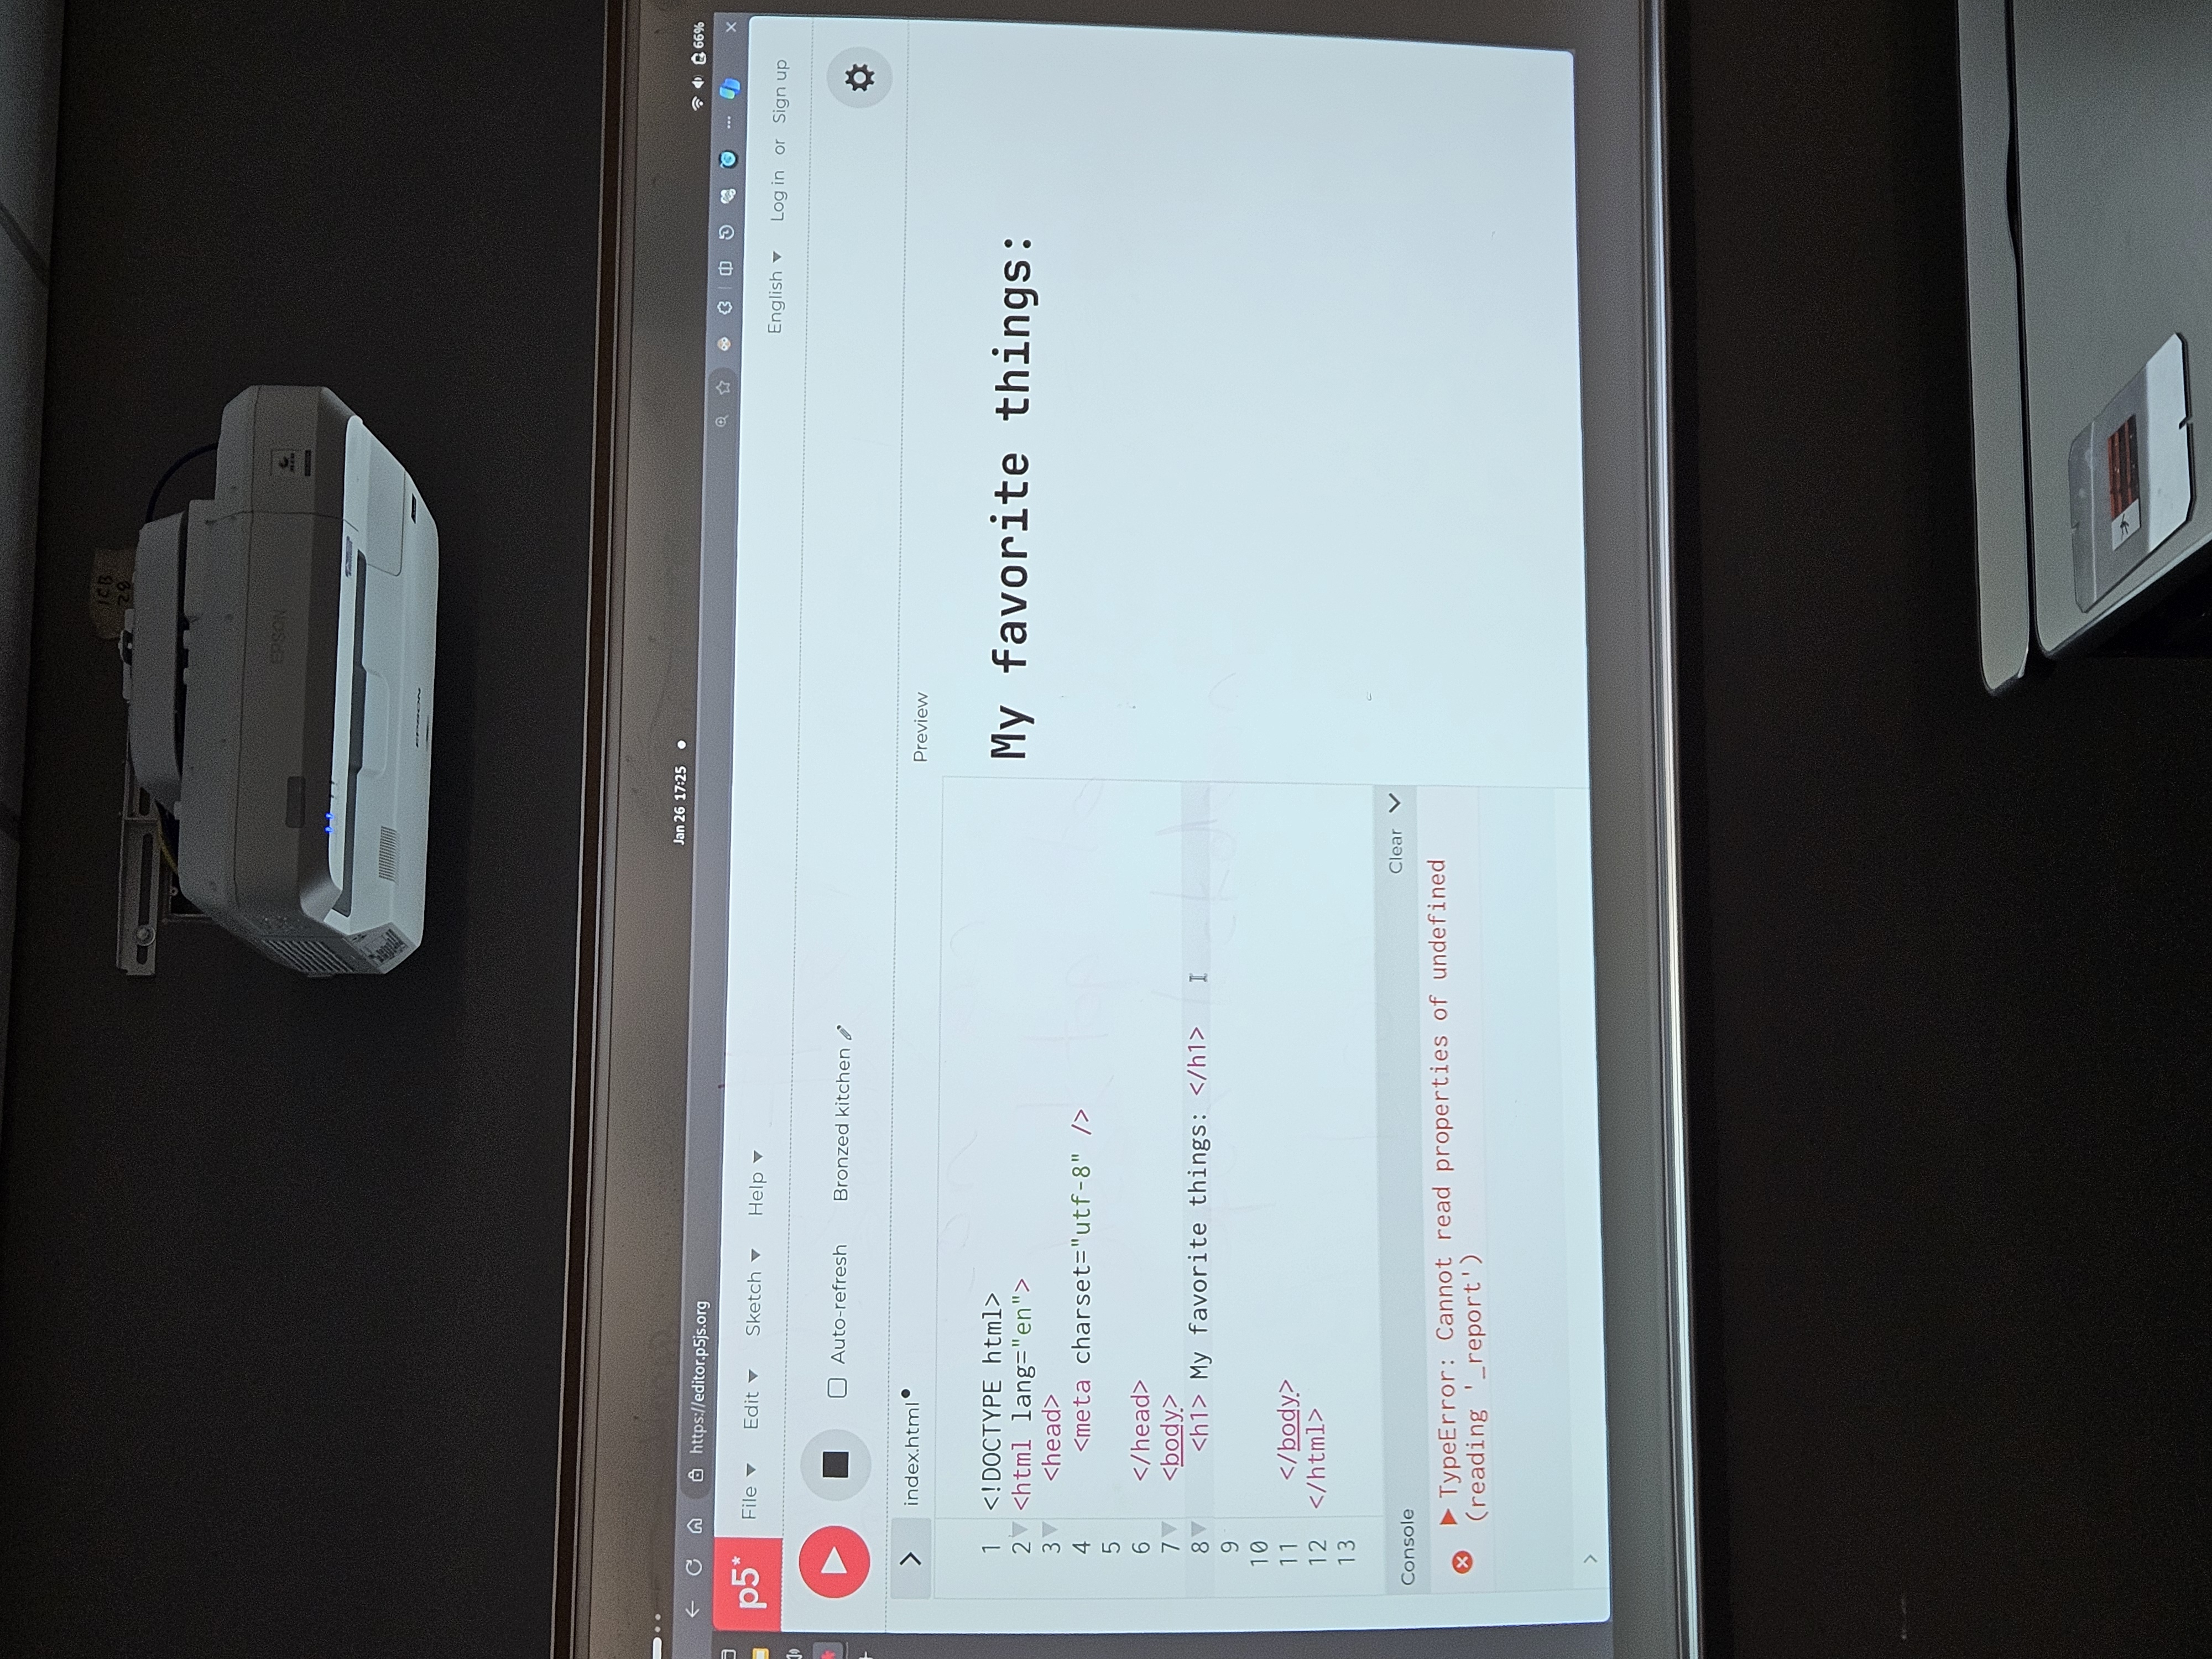 ICB
28
EPSON
EPSON
Jan 26 17:25
https://editor.p5js.org
66%
p5*
File Edit Sketch Help
English Log in or Sign up
Auto-refresh Bronzed kitchen
index.html
Preview
1 <!DOCTYPE html>
2 <html lang="en">
3 <head>
4 <meta charset="utf-8" />
5
6 </head>
7 <body>
8 <h1> My favorite things: </h1>
9
10
11 </body>
12 </html>
13
My favorite things:
Console Clear
TypeError: Cannot read properties of undefined
(reading '_report')
>